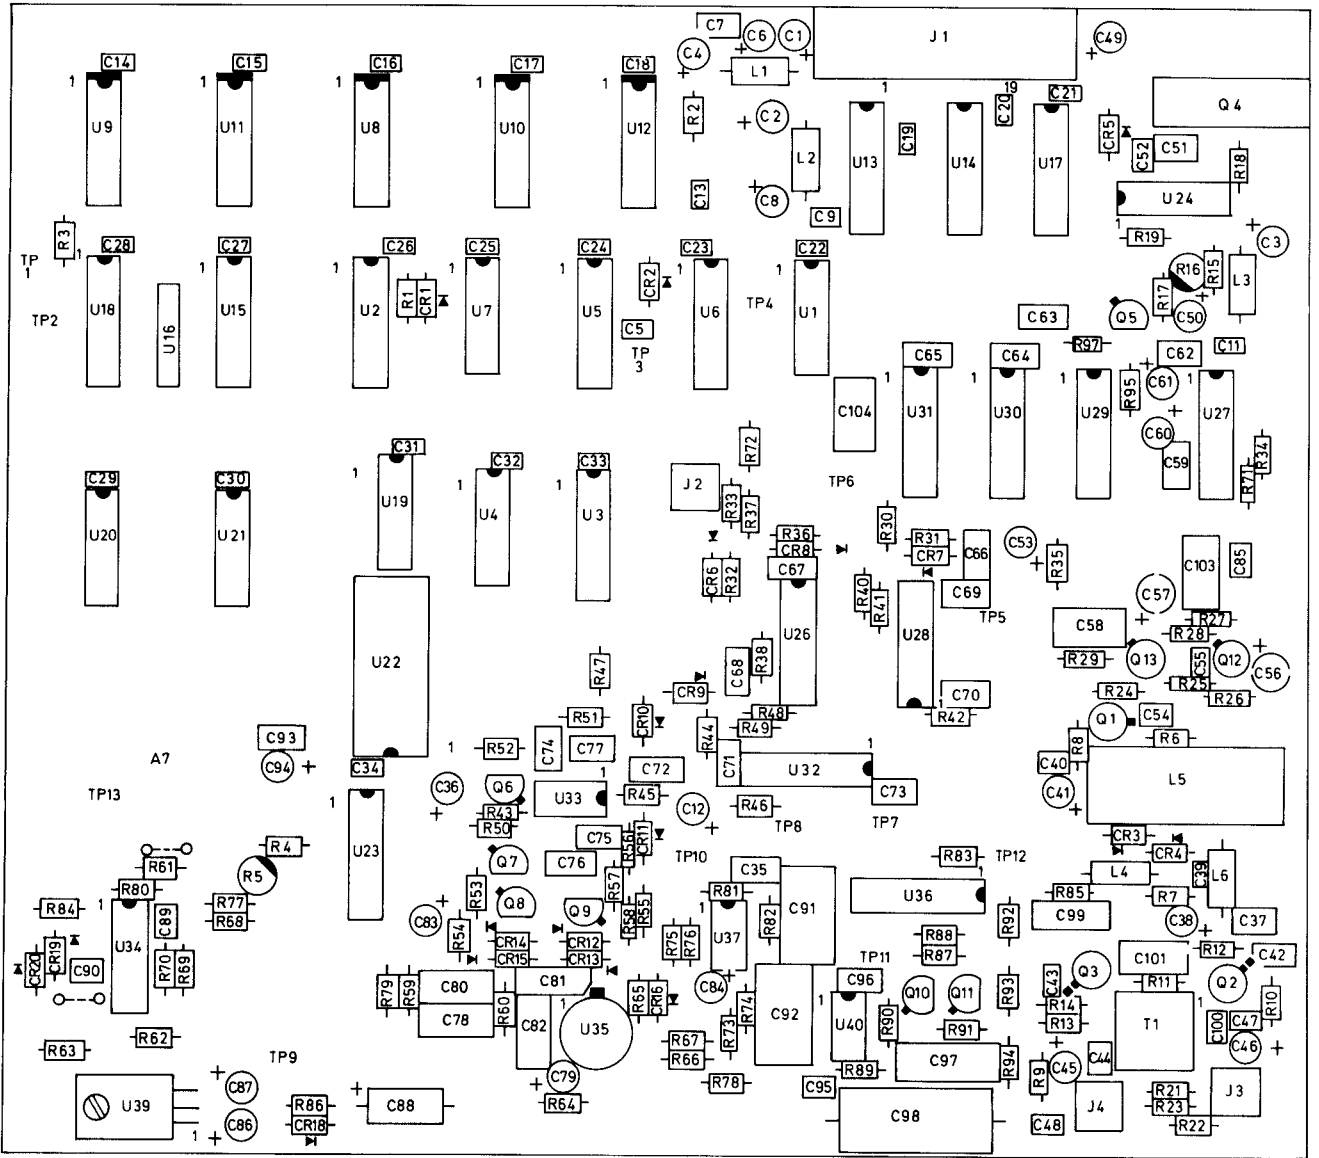 C7 C6 C1 J1 C49
C14 C15 C16 C17 C18 C4 L1
1 1 1 1 1 1 19 C21
U9 U11 U8 U10 U12 R2 C2 L2 U13 C19 U14 C20 U17 CR5 C52 C51 Q4
R18
C13 C8 C9 U24
1
R3 C28 C27 C26 C25 C24 C23 C22 R19 C3
TP
1
1 1 1 1 1 1 1
TP2 U18 U16 U15 U2 R1 CR1 U7 U5 CR2 U6 TP4 U1 R16 R15 L3
R17
C5 C63 Q5 C50
TP
3
C65 C64 R97 C62 C11
1 1 1 1
C104 U31 U30 U29 R95 C61 U27
C60
C31 R72 C59 R34
C29 C30 C32 C33 J2 TP6 R71
1 1 1
U20 U21 U19 U4 U3 R33 R37 R30
R36 R31 C66 C53
CR8 CR7 R35 C103 C85
CR6 R32 C67 R40 C69 C57
R41
U26 U28 TP5 C58 R27
R28
U22 R47 C68 R38 R29 Q13 C55 Q12 C56
CR9 C70 R25
R24 R26
R51 CR10 R48 1 R42 Q1 C54
C93 1 R52 C74 C77 R44 R49 1 R8 R6
A7 C94 C34 C72 C71 U32 C40 L5
TP13 1 C36 Q6 U33 1 R45 C73 C41
R43 C12 R46
R50 TP8 TP7
R4 U23 C75 R56 CR11 CR3
R61 Q7 C76 TP10 R83 TP12 CR4
R5 C35 L4 C39 L6
R80 R53 R57 R81 U36 1 R85 R7
R84 1 R77 Q8 1 C91
R68 C83 Q9 R58 R55 R82 R92 C99 C38 C37
C89 R54 U37 R88
CR20 CR19 U34 CR14 CR12 R75 R76 R87 R12 C42
C90 R70 R69 CR15 CR13 TP11 C101
R79 R59 C80 C81 C84 C96 C43 Q3 R11 Q2
R60 1 R65 CR16 R74 C92 1 Q10 Q11 R93 R14 1 R10
C78 C82 U35 R73 U40 R90 R91 R13 T1 C100 C47
R63 R62 R67 C46
R66 C97 R94 C44
TP9 C79 R89 R9 C45
R78 C95
C87 J4 R21 J3
U39 R86 C88 R64 C98 R23
C86 CR18 C48 R22
1